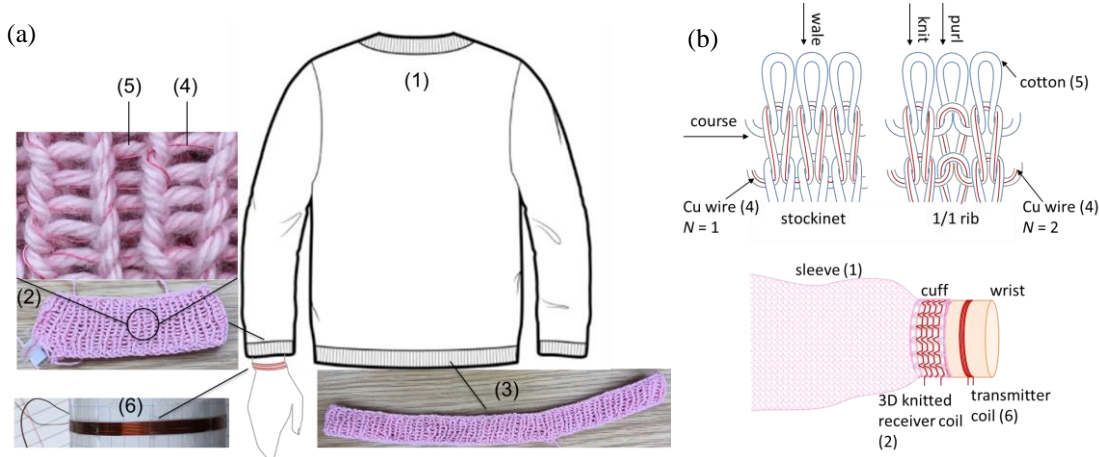 (a)
(1)
(5)
(4)
(2)
(6)
(3)
(b)
wale
knit
purl
cotton (5)
course
Cu wire (4)
N = 1
stockinet
1/1 rib
Cu wire (4)
N = 2
sleeve (1)
cuff
wrist
3D knitted
receiver coil
(2)
transmitter
coil (6)